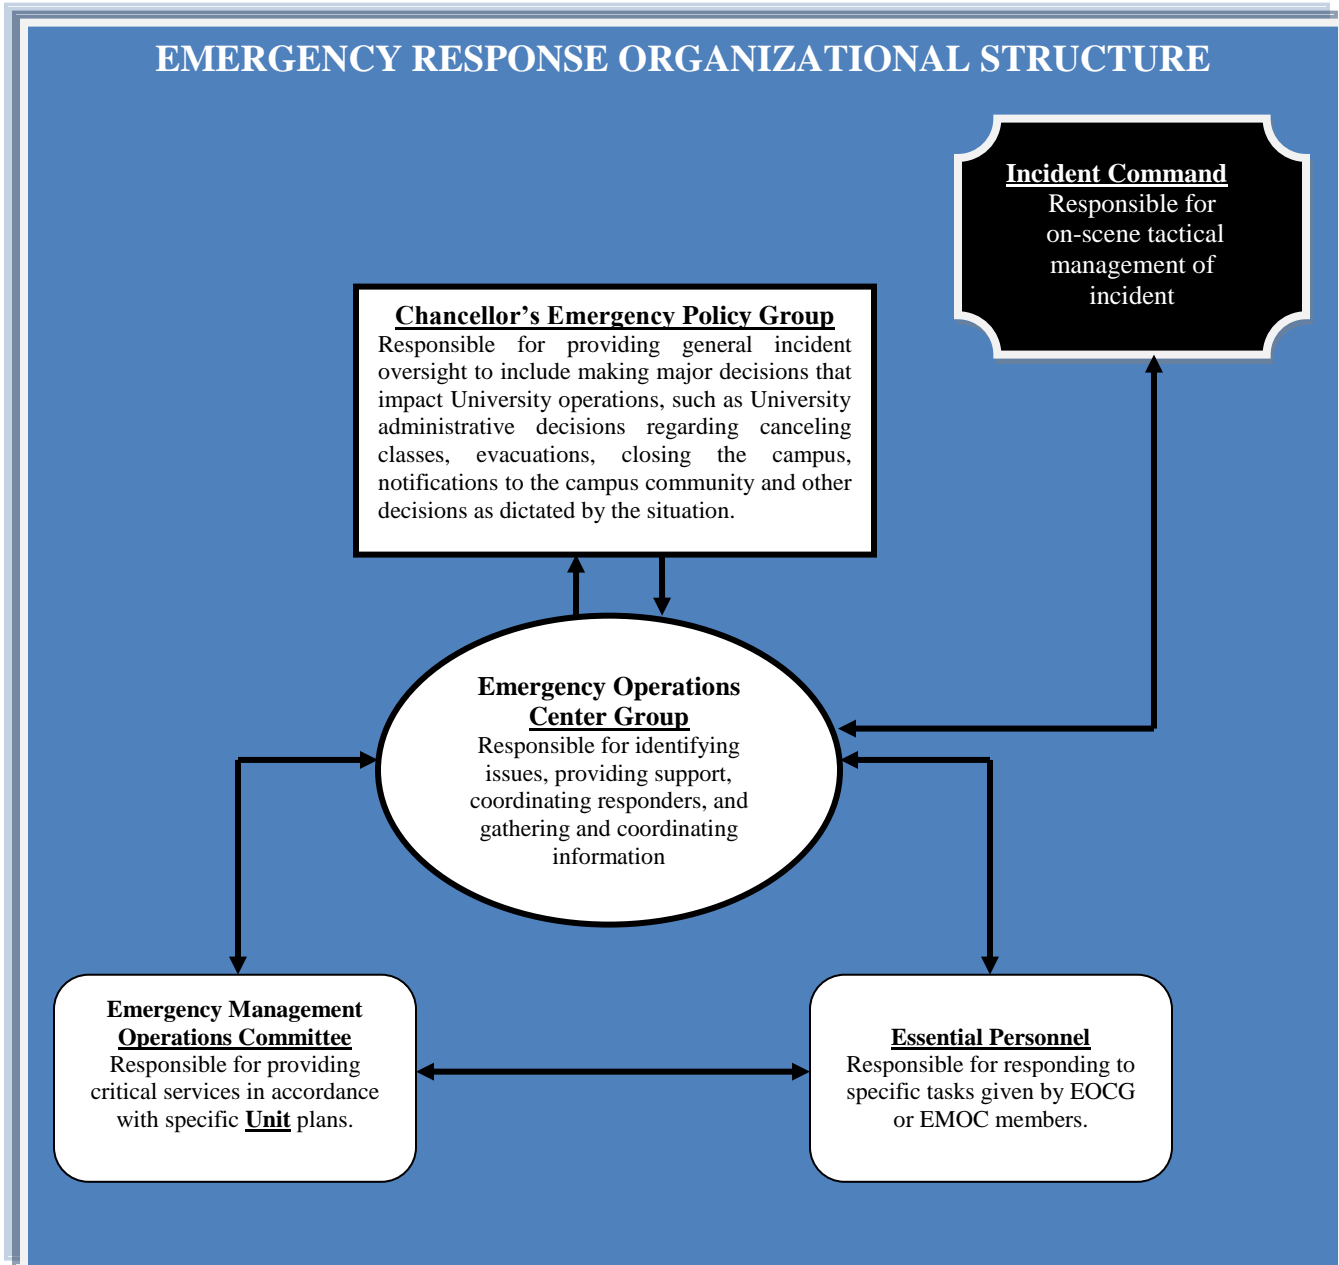 EMERGENCY RESPONSE ORGANIZATIONAL STRUCTURE
Incident Command
Responsible for
on-scene tactical
management of
incident
Chancellor’s Emergency Policy Group
Responsible for providing general incident
oversight to include making major decisions that
impact University operations, such as University
administrative decisions regarding canceling
classes, evacuations, closing the campus,
notifications to the campus community and other
decisions as dictated by the situation.
Emergency Operations
Center Group
Responsible for identifying
issues, providing support,
coordinating responders, and
gathering and coordinating
information
Emergency Management
Operations Committee
Responsible for providing
critical services in accordance
with specific Unit plans.
Essential Personnel
Responsible for responding to
specific tasks given by EOCG
or EMOC members.